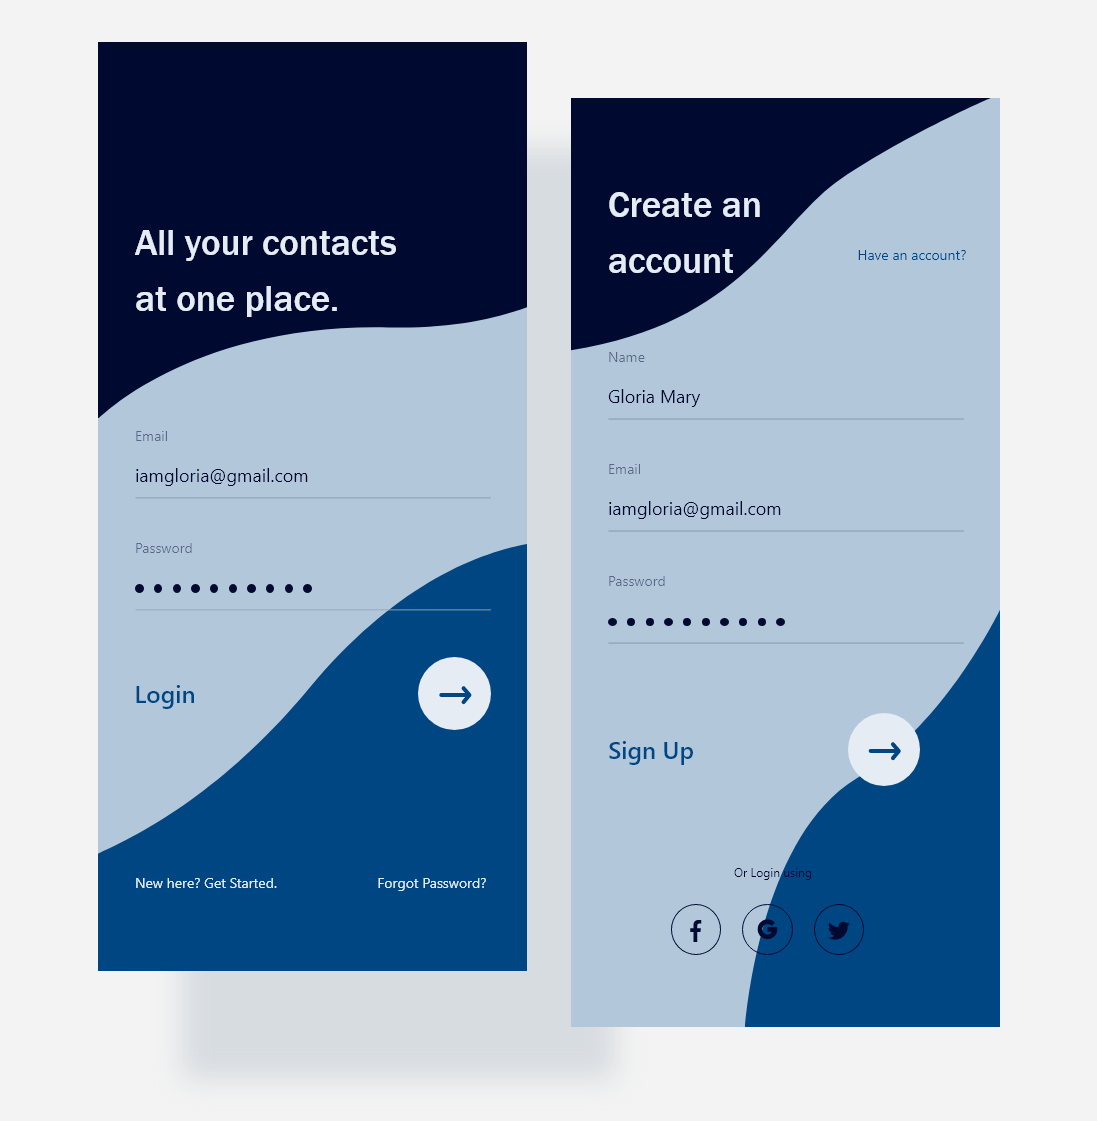 All your contacts
at one place.
Email
iamgloria@gmail.com
Password
Login
New here? Get Started.
Forgot Password?
Create an
account
Have an account?
Name
Gloria Mary
Email
iamgloria@gmail.com
Password
Sign Up
Or Login using